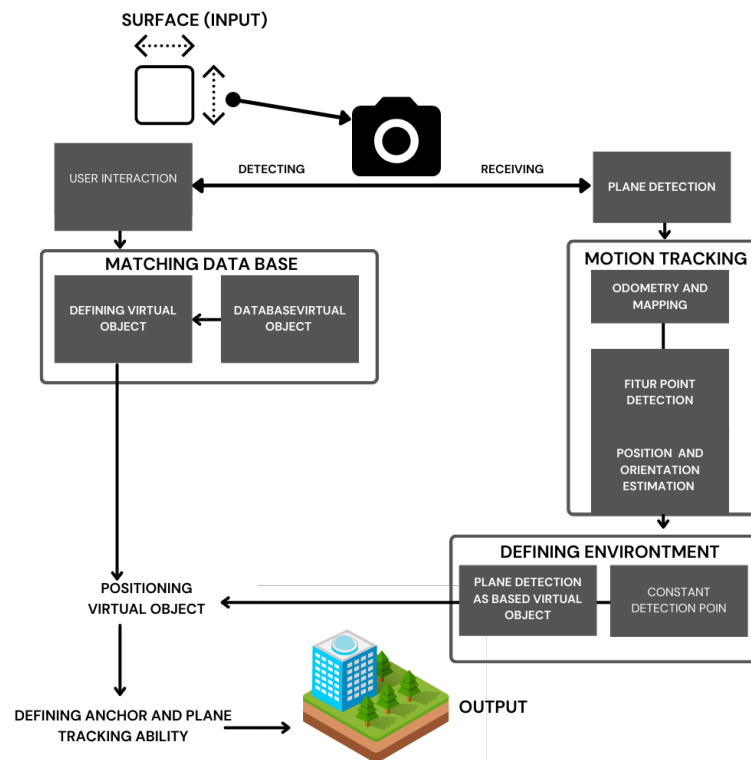 SURFACE (INPUT)
USER INTERACTION
DETECTING
RECEIVING
PLANE DETECTION
MATCHING DATA BASE
DEFINING VIRTUAL
OBJECT
DATABASEVIRTUAL
OBJECT
MOTION TRACKING
ODOMETRY AND
MAPPING
FITUR POINT
DETECTION
POSITION AND
ORIENTATION
ESTIMATION
DEFINING ENVIRONTMENT
PLANE DETECTION
AS BASED VIRTUAL
OBJECT
CONSTANT
DETECTION POIN
POSITIONING
VIRTUAL OBJECT
DEFINING ANCHOR AND PLANE
TRACKING ABILITY
OUTPUT